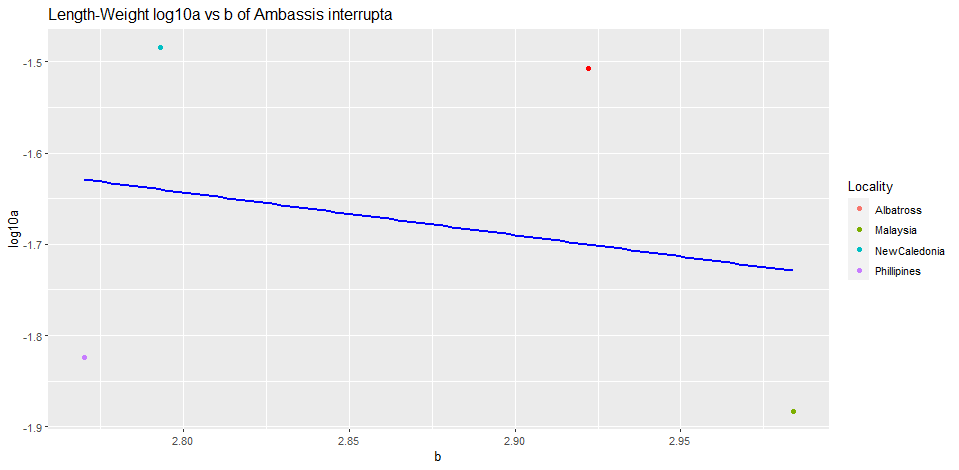 Length-Weight log10a vs b of Ambassis interrupta
-1.5
-1.6
-1.7
-1.8
-1.9
log10a
2.80
2.85
2.90
2.95
b
Locality
Albatross
Malaysia
NewCaledonia
Phillipines